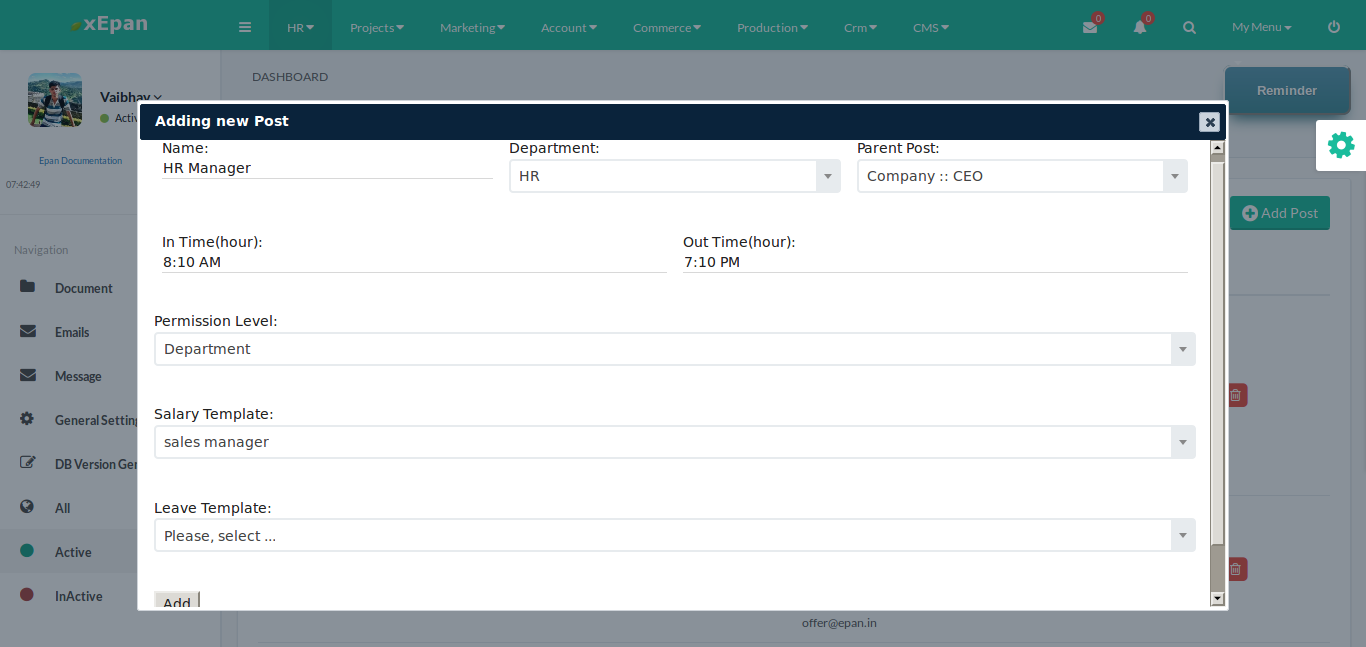 xEpan
HR Projects Marketing Account Commerce Production Crm CMS 0 0 My Menu
DASHBOARD
Reminder
Vaibhav
Epan Documentation
07:42:49
Add Post
Navigation
Document
Emails
Message
General Settin
DB Version Ge
All
Active
InActive
Adding new Post
Name: Department: Parent Post:
HR Manager HR Company :: CEO
In Time(hour): Out Time(hour):
8:10 AM 7:10 PM
Permission Level:
Department
Salary Template:
sales manager
Leave Template:
Please, select ...
Add
offer@epan.in